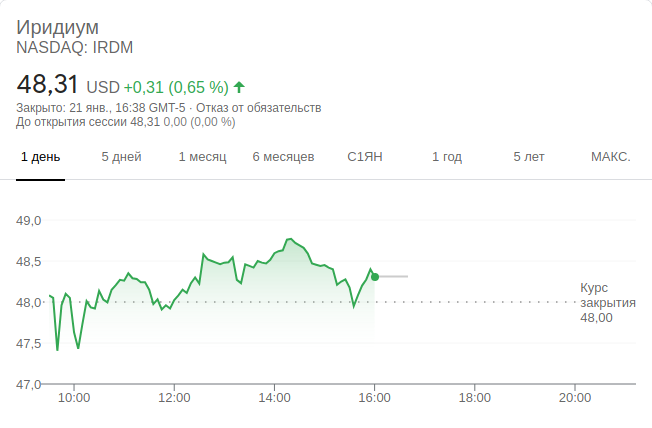 Иридиум
NASDAQ: IRDM
48,31 USD +0,31 (0,65 %)
Закрыто: 21 янв., 16:38 GMT-5 · Отказ от обязательств
До открытия сессии 48,31 0,00 (0,00 %)
1 день 5 дней 1 месяц 6 месяцев С1ЯН 1 год 5 лет МАКС.
49,0
48,5
48,0
47,5
47,0
Курс
закрытия
48,00
10:00 12:00 14:00 16:00 18:00 20:00